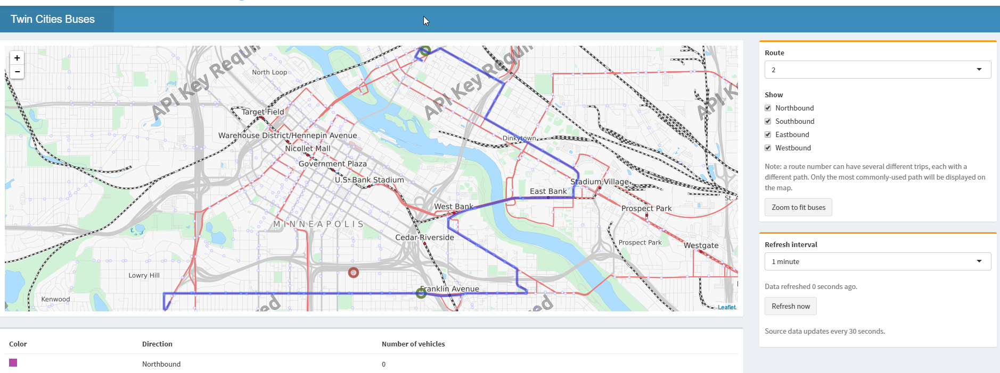 Twin Cities Buses
+
−
API Key Requi
API Key Requi
API K
North Loop
Target Field
Warehouse District/Hennepin Avenue
Nicollet Mall
Government Plaza
U.S. Bank Stadium
Dinkytown
Stadium Village
East Bank
West Bank
St. A
Prospect Park
MINNEAPOLIS
Cedar-Riverside
Prospect Park
Westgate
Lowry Hill
Franklin Avenue
Kenwood
ed
ed
Leaflet
Route
2
Show
Northbound
Southbound
Eastbound
Westbound
Note: a route number can have several different trips, each with a
different path. Only the most commonly-used path will be displayed on
the map.
Zoom to fit buses
Refresh interval
1 minute
Data refreshed 0 seconds ago.
Refresh now
Source data updates every 30 seconds.
Color Direction Number of vehicles
Northbound 0